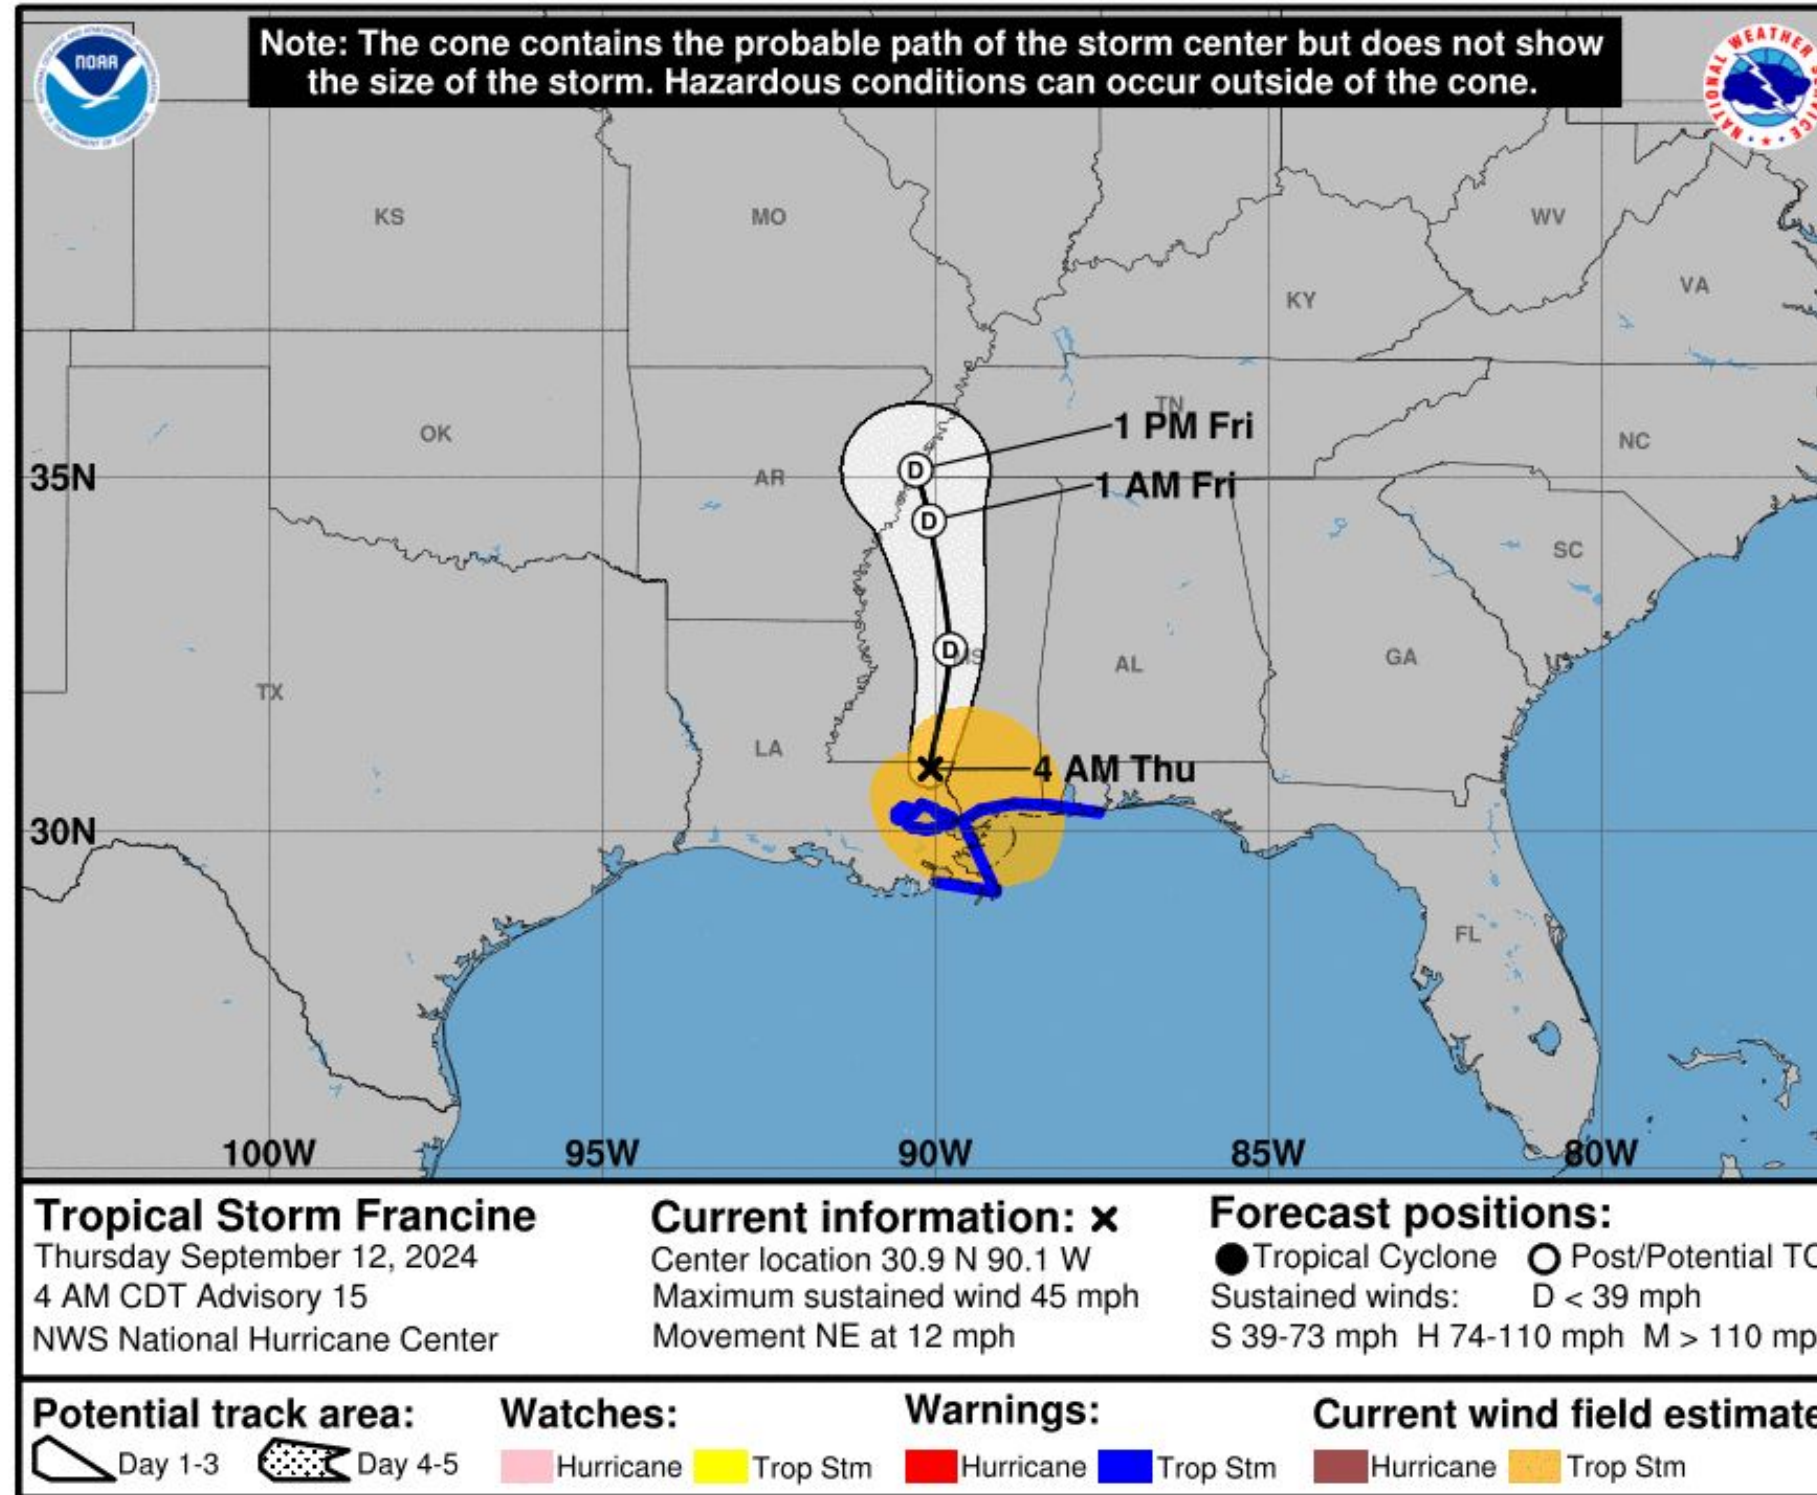 Note: The cone contains the probable path of the storm center but does not show
the size of the storm. Hazardous conditions can occur outside of the cone.
NOAA
KS
MO
WV
VA
KY
TN
1 PM Fri
OK
NC
35N
AR
1 AM Fri
SC
MS
AL
GA
TX
LA
4 AM Thu
30N
FL
100W
95W
90W
85W
80W
Tropical Storm Francine
Thursday September 12, 2024
4 AM CDT Advisory 15
NWS National Hurricane Center
Current information: x
Center location 30.9 N 90.1 W
Maximum sustained wind 45 mph
Movement NE at 12 mph
Forecast positions:
Tropical Cyclone Post/Potential TC
Sustained winds: D < 39 mph
S 39-73 mph H 74-110 mph M > 110 mp
Potential track area:
Day 1-3 Day 4-5
Watches:
Hurricane Trop Stm
Warnings:
Hurricane Trop Stm
Current wind field estimate
Hurricane Trop Stm
D
D
D